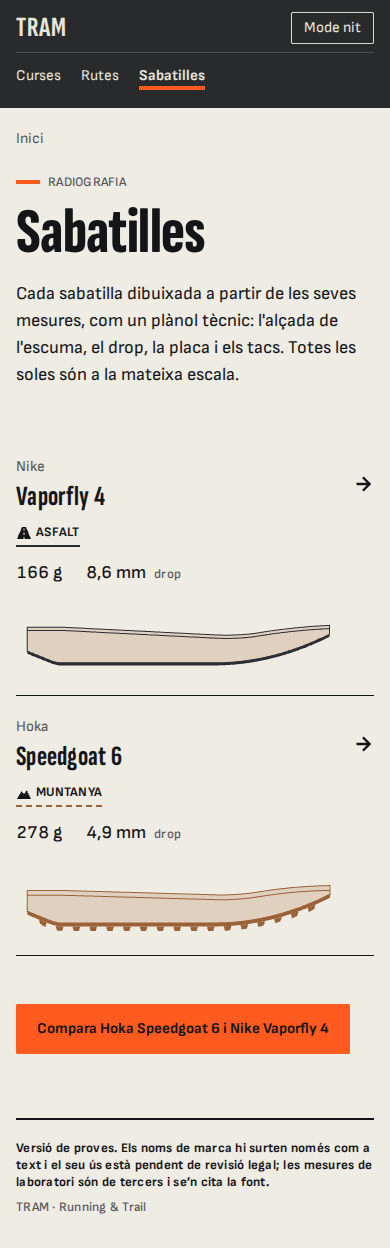 TRAM
Mode nit
Curses Rutes Sabatilles
Inici
RADIOGRAFIA
Sabatilles
Cada sabatilla dibuixada a partir de les seves
mesures, com un plànol tècnic: l'alçada de
l'escuma, el drop, la placa i els tacs. Totes les
soles són a la mateixa escala.
Nike
Vaporfly 4
ASFALT
166 g 8,6 mm drop
Hoka
Speedgoat 6
MUNTANYA
278 g 4,9 mm drop
Compara Hoka Speedgoat 6 i Nike Vaporfly 4
Versió de proves. Els noms de marca hi surten només com a
text i el seu ús està pendent de revisió legal; les mesures de
laboratori són de tercers i se’n cita la font.
TRAM · Running & Trail